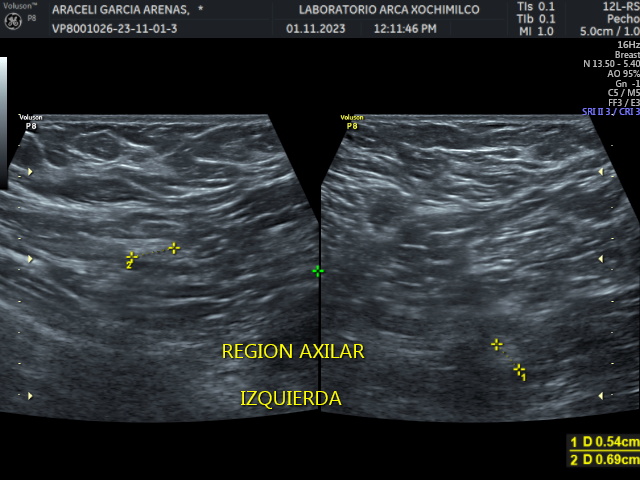 Voluson™
P8
ARACELI GARCIA ARENAS, *
VP8001026-23-11-01-3
LABORATORIO ARCA XOCHIMILCO
01.11.2023
12:11:46 PM
TIs 0.1
TIb 0.1
MI 1.0
12L-RS
Pecho
5.0cm / 1.0
16Hz
Breast
N 13.50 - 5.40
AO 95%
Gn -1
C5 / M5
FF3 / E3
SRI II 3 / CRI 3
Voluson
P8
Voluson
P8
2
1
REGION AXILAR
IZQUIERDA
1 D 0.54cm
2 D 0.69cm